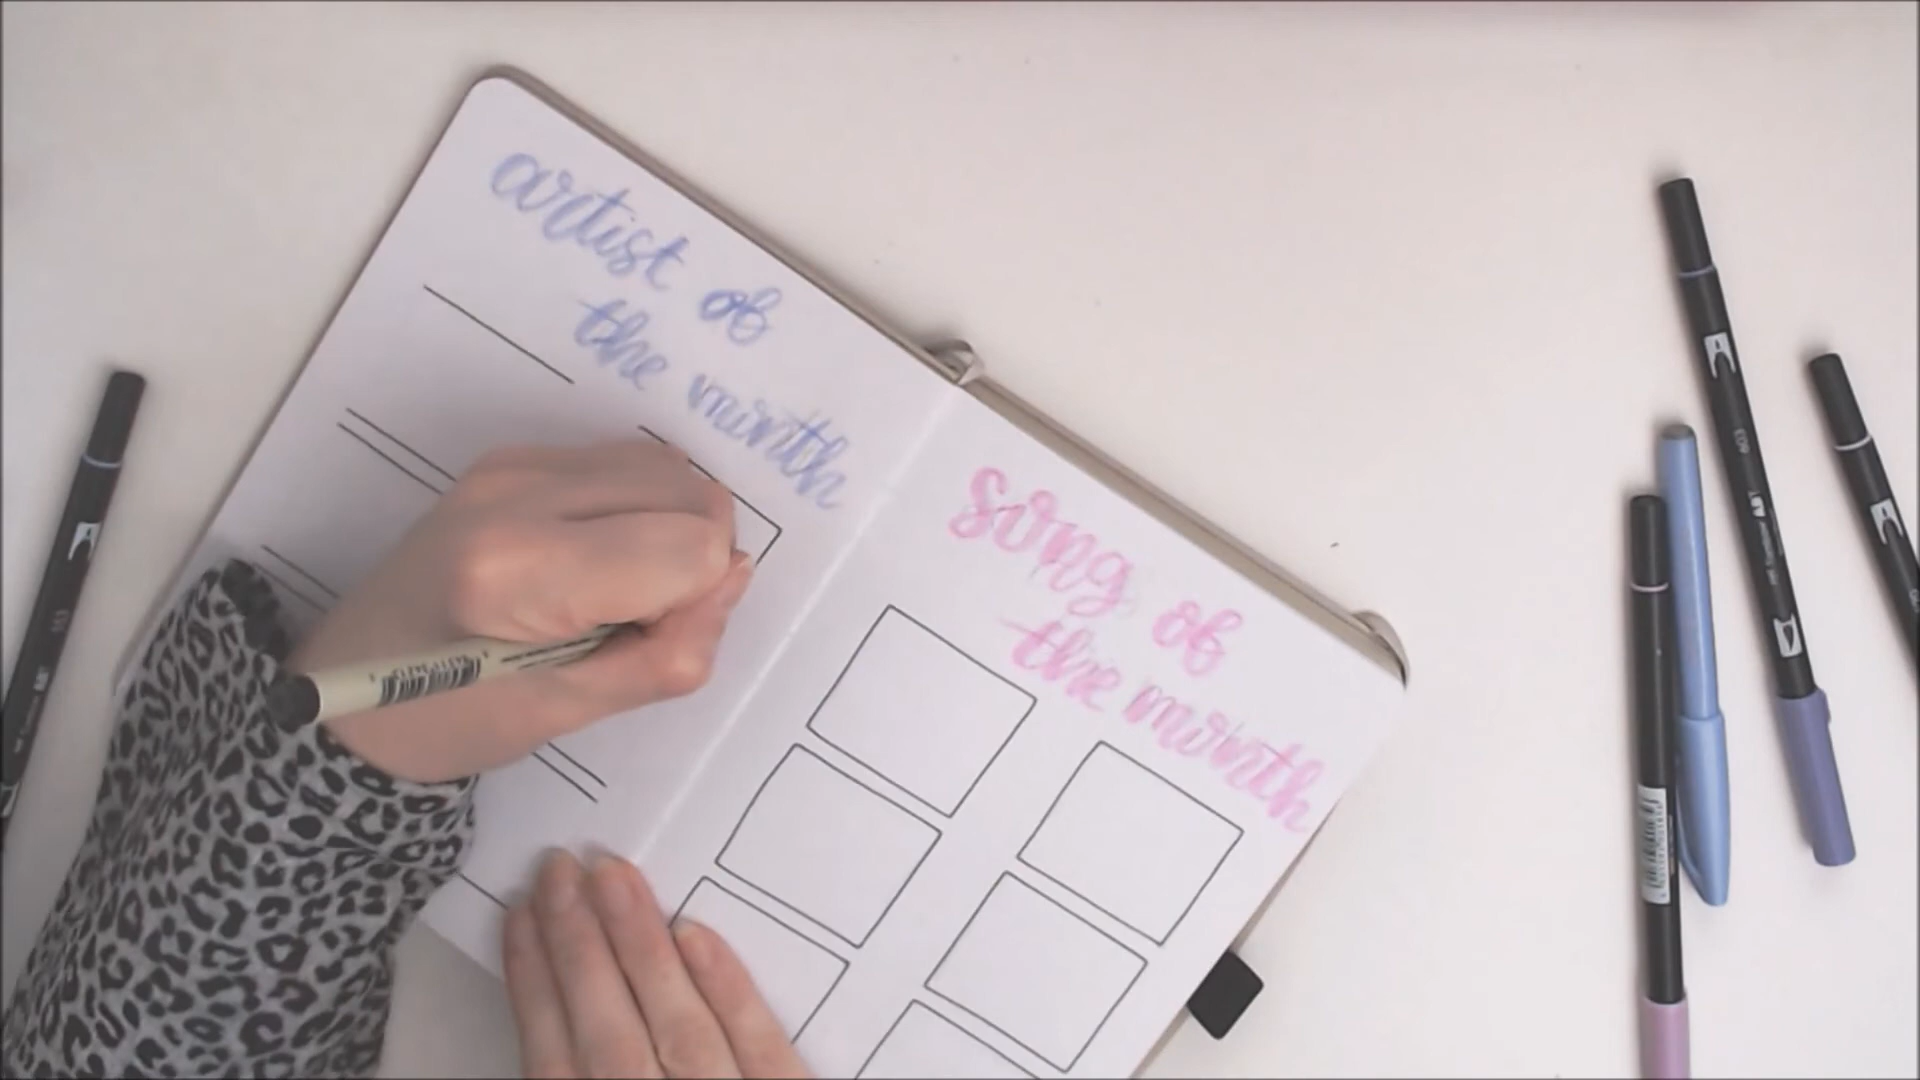 artist of
the month
song of
the month